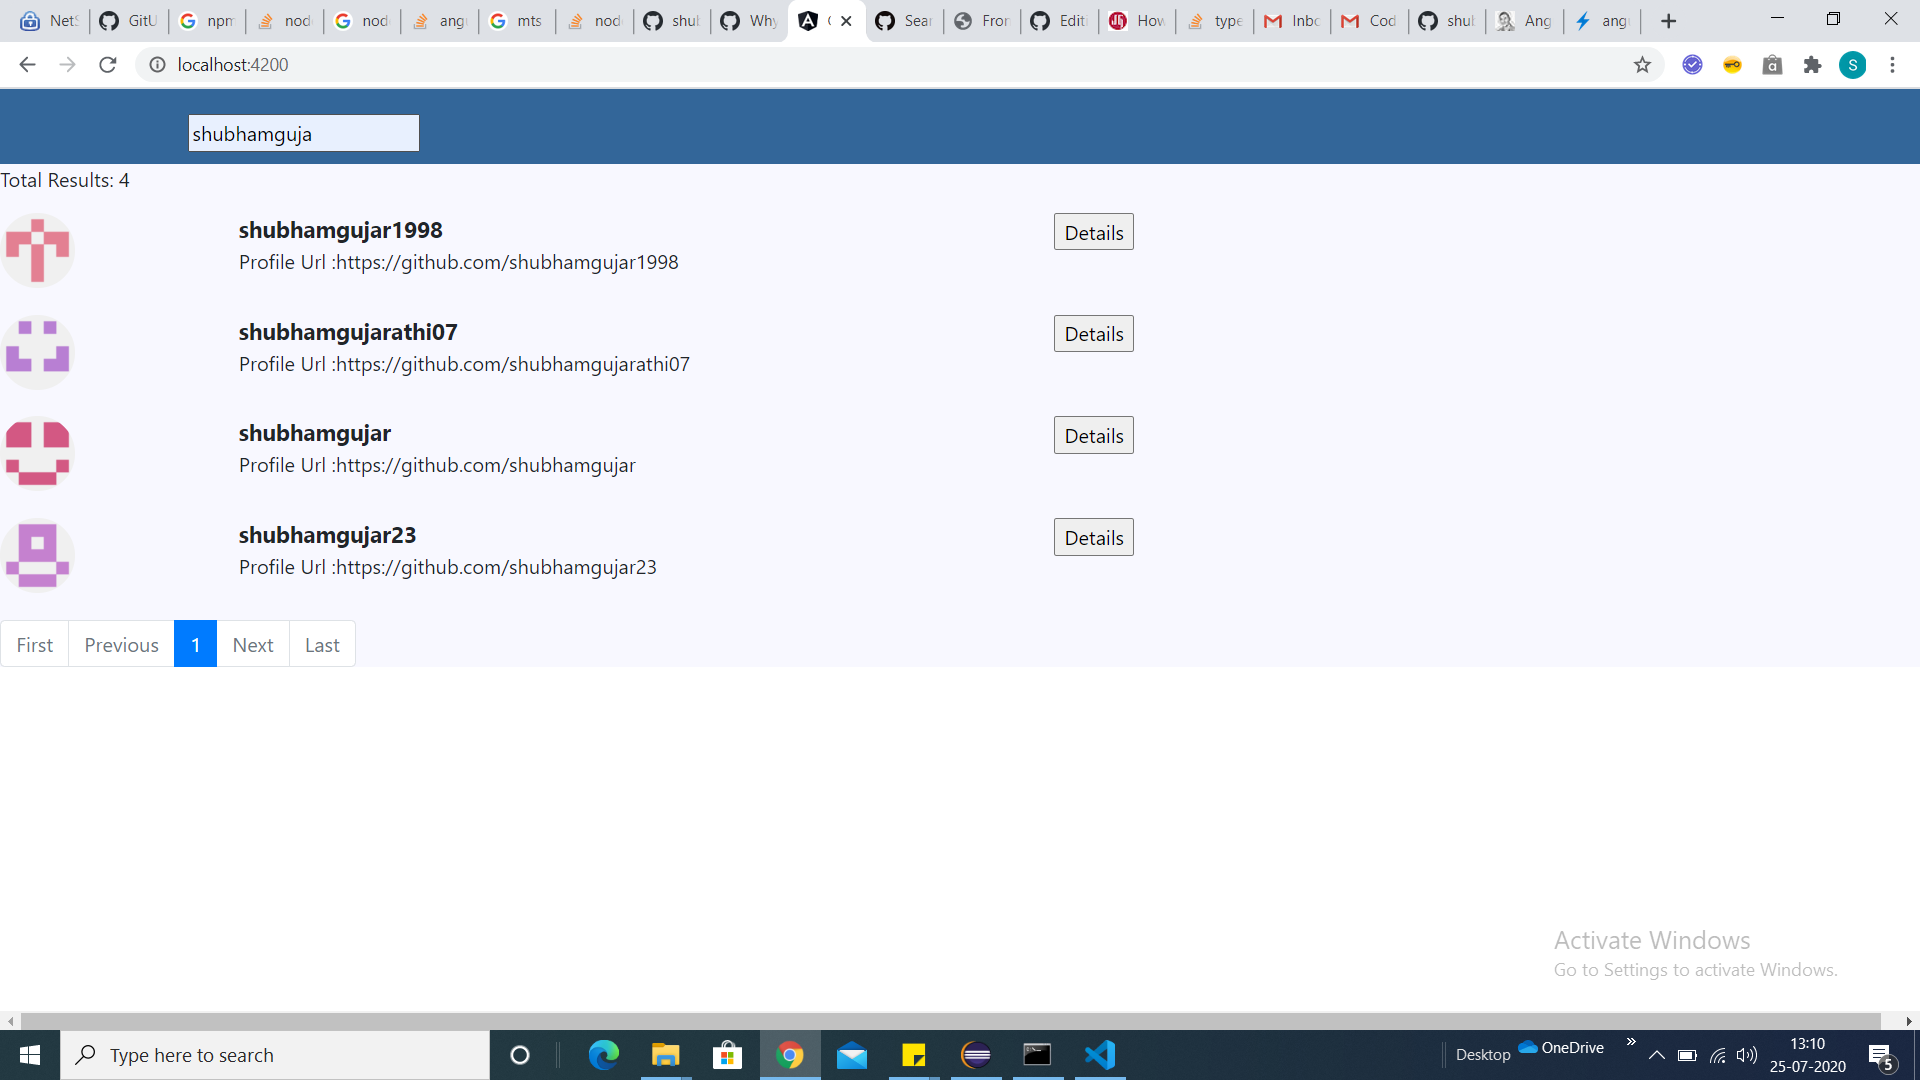 NetS
GitU
npm
nod
nod
ang
mts
nod
shul
Why
Sear
Fron
Edit
How
type
Inbo
Cod
shul
Ang
ang
S
localhost:4200
shubhamguja
Total Results: 4
shubhamgujar1998
Profile Url :https://github.com/shubhamgujar1998
Details
shubhamgujarathi07
Profile Url :https://github.com/shubhamgujarathi07
Details
shubhamgujar
Profile Url :https://github.com/shubhamgujar
Details
shubhamgujar23
Profile Url :https://github.com/shubhamgujar23
Details
First Previous 1 Next Last
Activate Windows
Go to Settings to activate Windows.
Type here to search
Desktop
OneDrive
13:10
25-07-2020
5